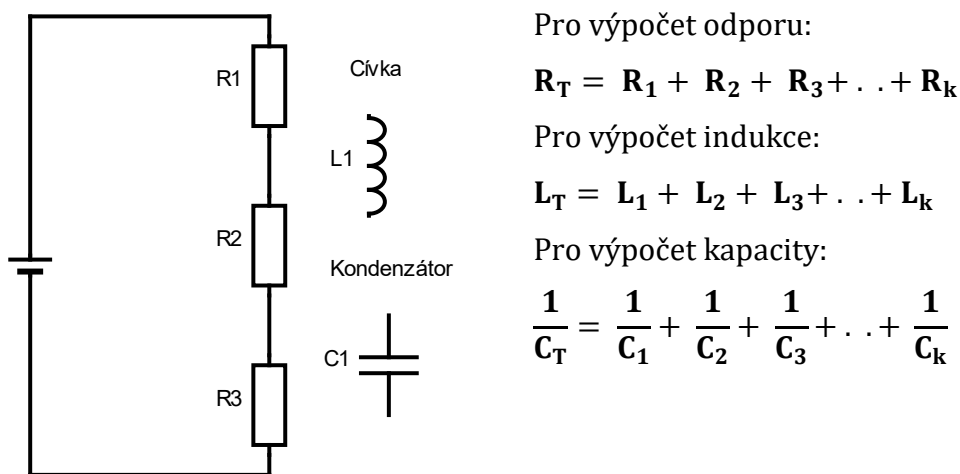 R1
R2
R3
Cívka
L1
Kondenzátor
C1
Pro výpočet odporu:
R_T = R_1 + R_2 + R_3+ . .+ R_k
Pro výpočet indukce:
L_T = L_1 + L_2 + L_3+ . .+ L_k
Pro výpočet kapacity:
1/C_T = 1/C_1 + 1/C_2 + 1/C_3 + . .+ 1/C_k